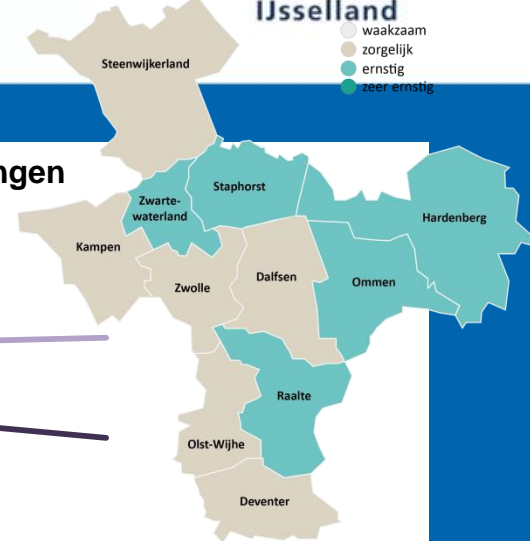 IJsselland
waakzaam
zorgelijk
ernstig
zeer ernstig
ngen
Steenwijkerland
Zwarte-
waterland
Staphorst
Hardenberg
Kampen
Zwolle
Dalfsen
Ommen
Raalte
Olst-Wijhe
Deventer